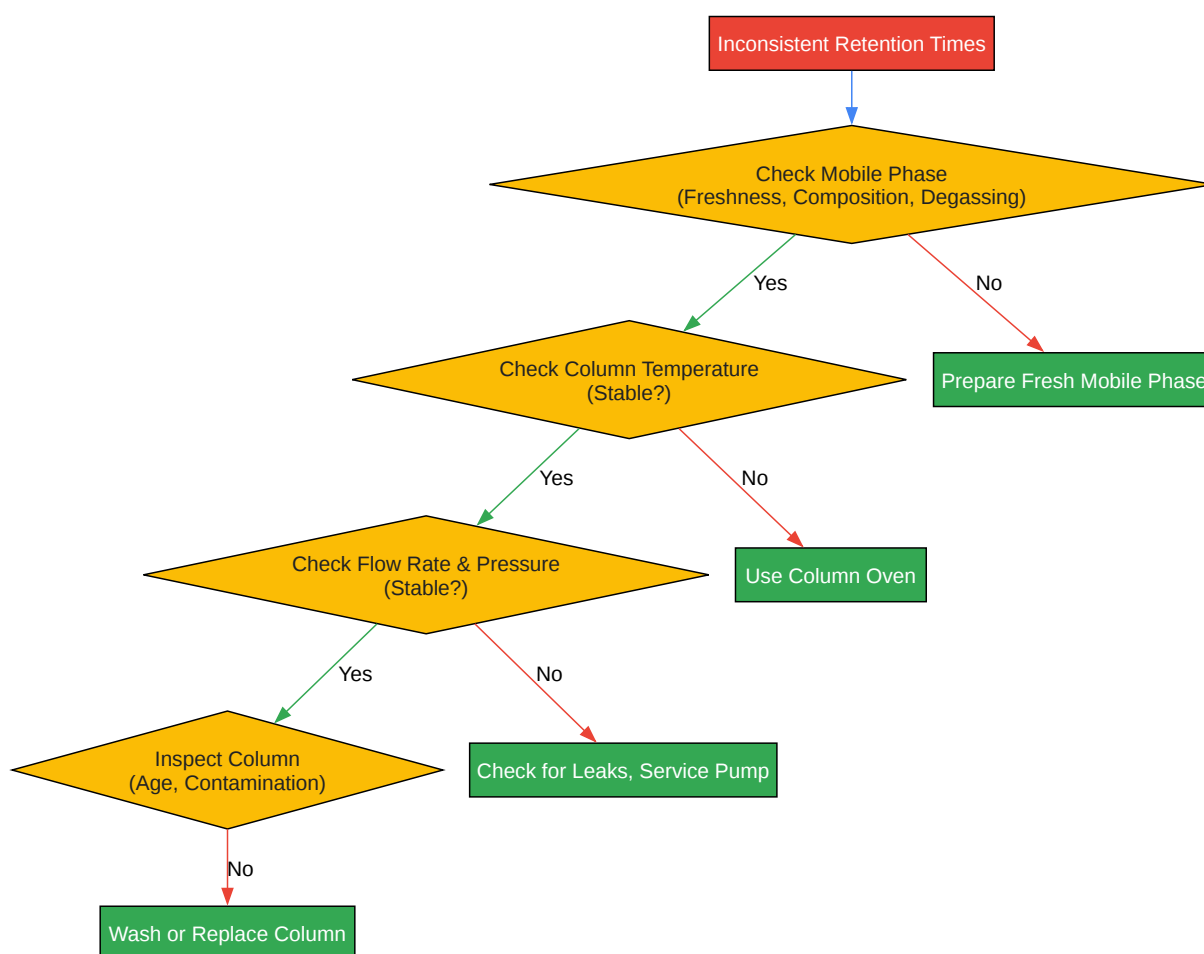 Inconsistent Retention Times
Check Mobile Phase
(Freshness, Composition, Degassing)
Yes
No
Check Column Temperature
(Stable?)
Prepare Fresh Mobile Phase
Yes
No
Check Flow Rate & Pressure
(Stable?)
Use Column Oven
Yes
No
Inspect Column
(Age, Contamination)
Check for Leaks, Service Pump
No
Wash or Replace Column